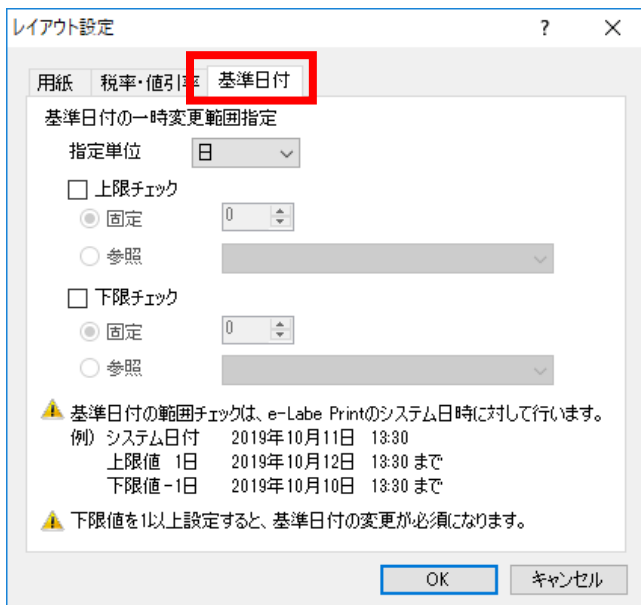 レイアウト設定 ?
用紙 税率・値引率 基準日付
基準日付の一時変更範囲指定
指定単位 日
上限チェック
固定 0
参照
下限チェック
固定 0
参照
基準日付の範囲チェックは、e-Labe Printのシステム日時に対して行います。
例) システム日付 2019年10月11日 13:30
上限値 1日 2019年10月12日 13:30 まで
下限値-1日 2019年10月10日 13:30 まで
下限値を1以上設定すると、基準日付の変更が必須になります。
OK キャンセル